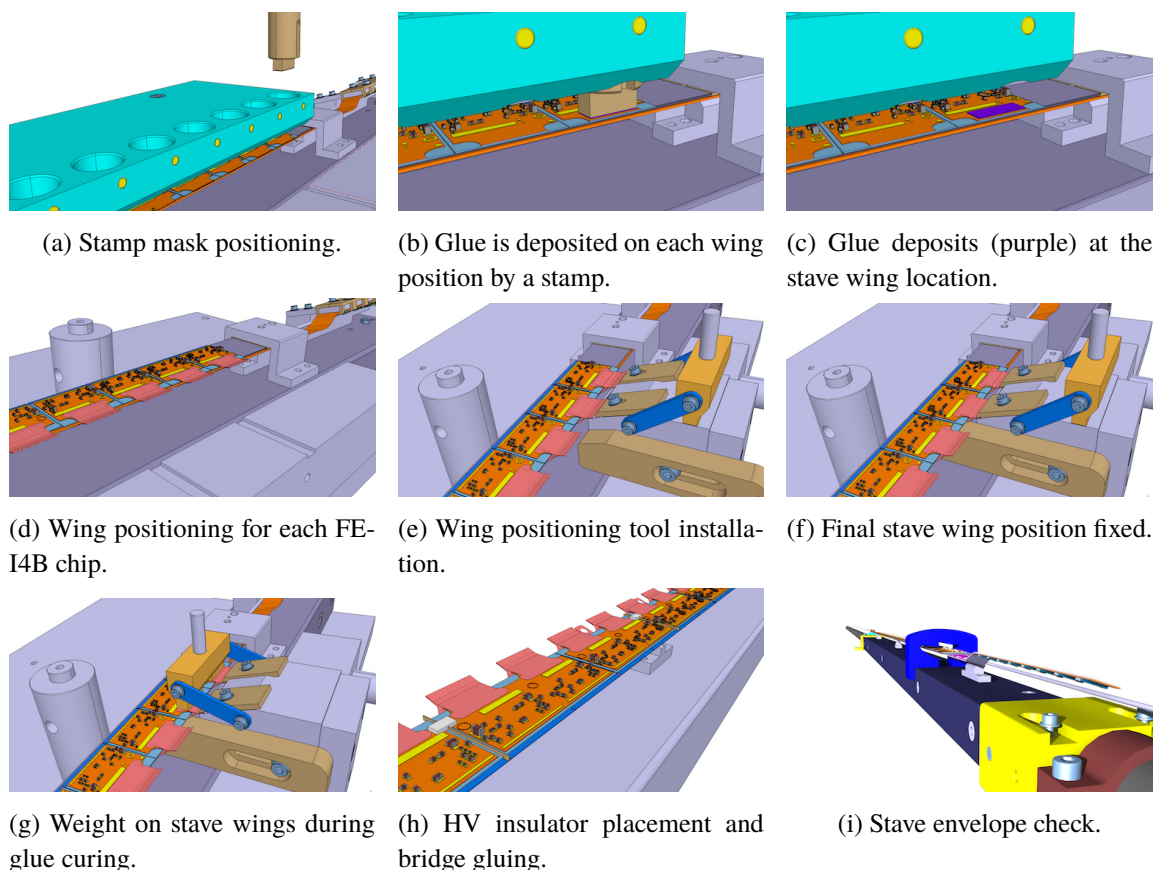 (a) Stamp mask positioning.
(b) Glue is deposited on each wing
position by a stamp.
(c) Glue deposits (purple) at the
stave wing location.
(d) Wing positioning for each FE-
I4B chip.
(e) Wing positioning tool installa-
tion.
(f) Final stave wing position fixed.
(g) Weight on stave wings during
glue curing.
(h) HV insulator placement and
bridge gluing.
(i) Stave envelope check.